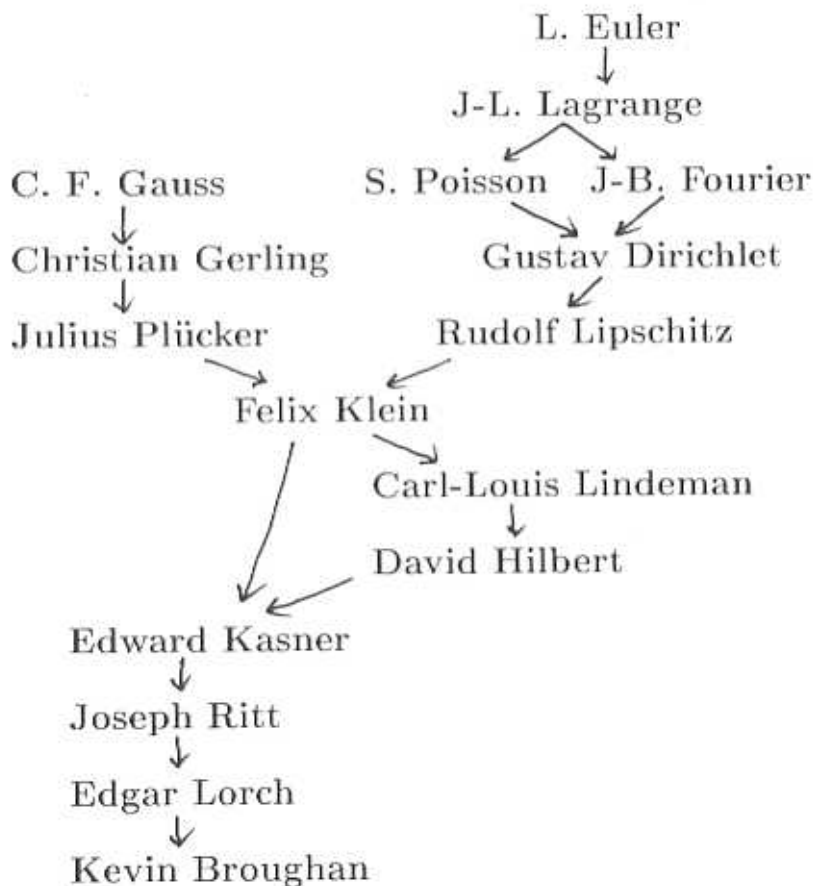 L. Euler
J-L. Lagrange
C. F. Gauss S. Poisson J-B. Fourier
Christian Gerling Gustav Dirichlet
Julius Plücker Rudolf Lipschitz
Felix Klein
Carl-Louis Lindeman
David Hilbert
Edward Kasner
Joseph Ritt
Edgar Lorch
Kevin Broughan